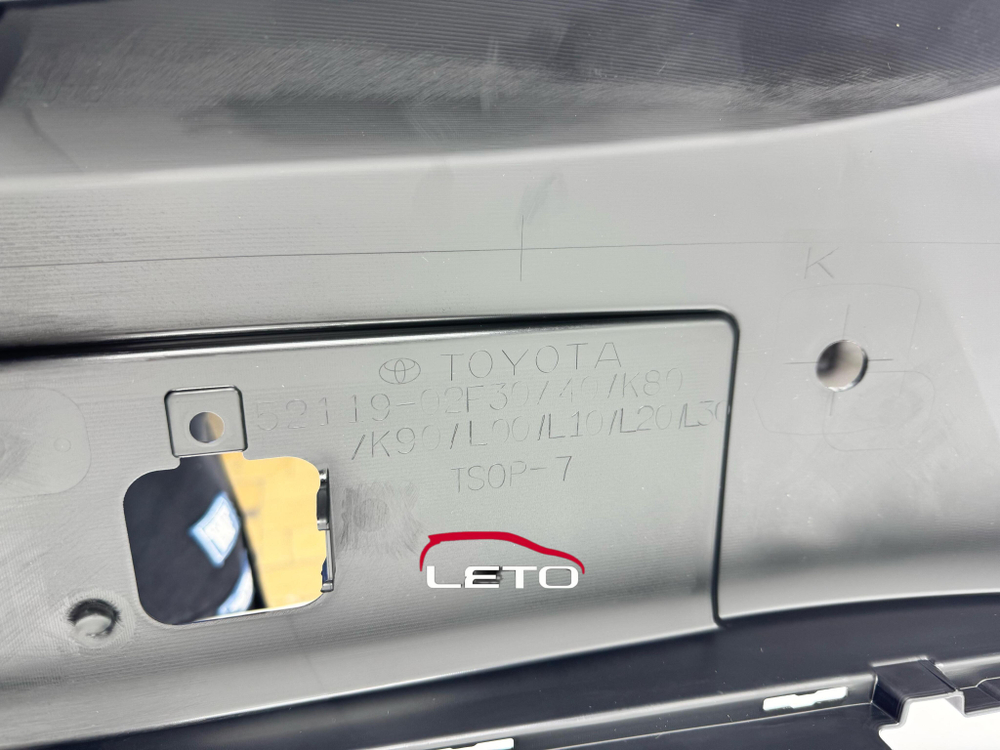 K
TOYOTA
52119-02F30/40/K80
/K90/L00/L10/L20/L30
TSOP-7
LETO